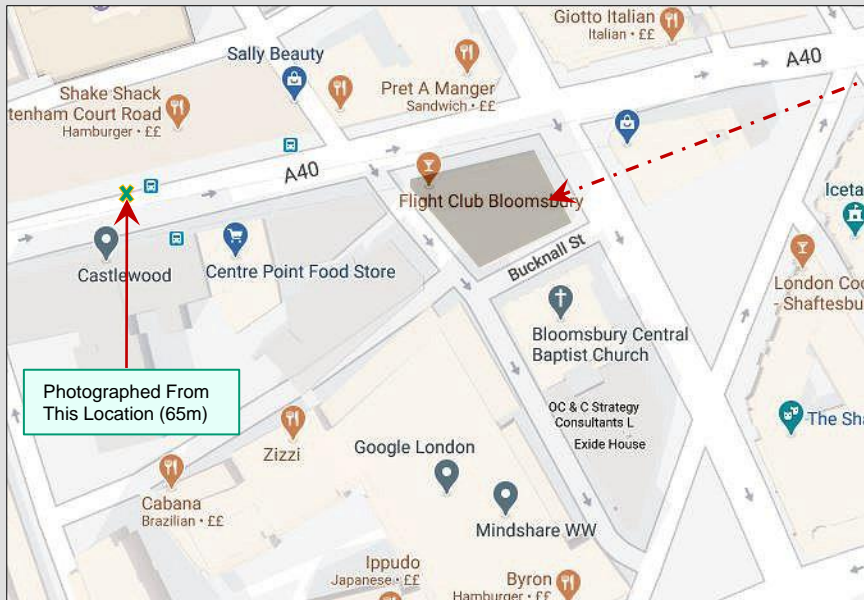 Giotto Italian
Italian • ££
A40
Sally Beauty
Pret A Manger
Sandwich • ££
Shake Shack
tenham Court Road
Hamburger • ££
A40
Flight Club Bloomsbury
Iceta
Castlewood
Centre Point Food Store
Bucknall St
London Coc
- Shaftesbu
Bloomsbury Central
Baptist Church
Photographed From
This Location (65m)
OC & C Strategy
Consultants L
Exide House
The Sha
Zizzi
Google London
Cabana
Brazilian • ££
Mindshare WW
Ippudo
Japanese • ££
Byron
Hamburger • ££